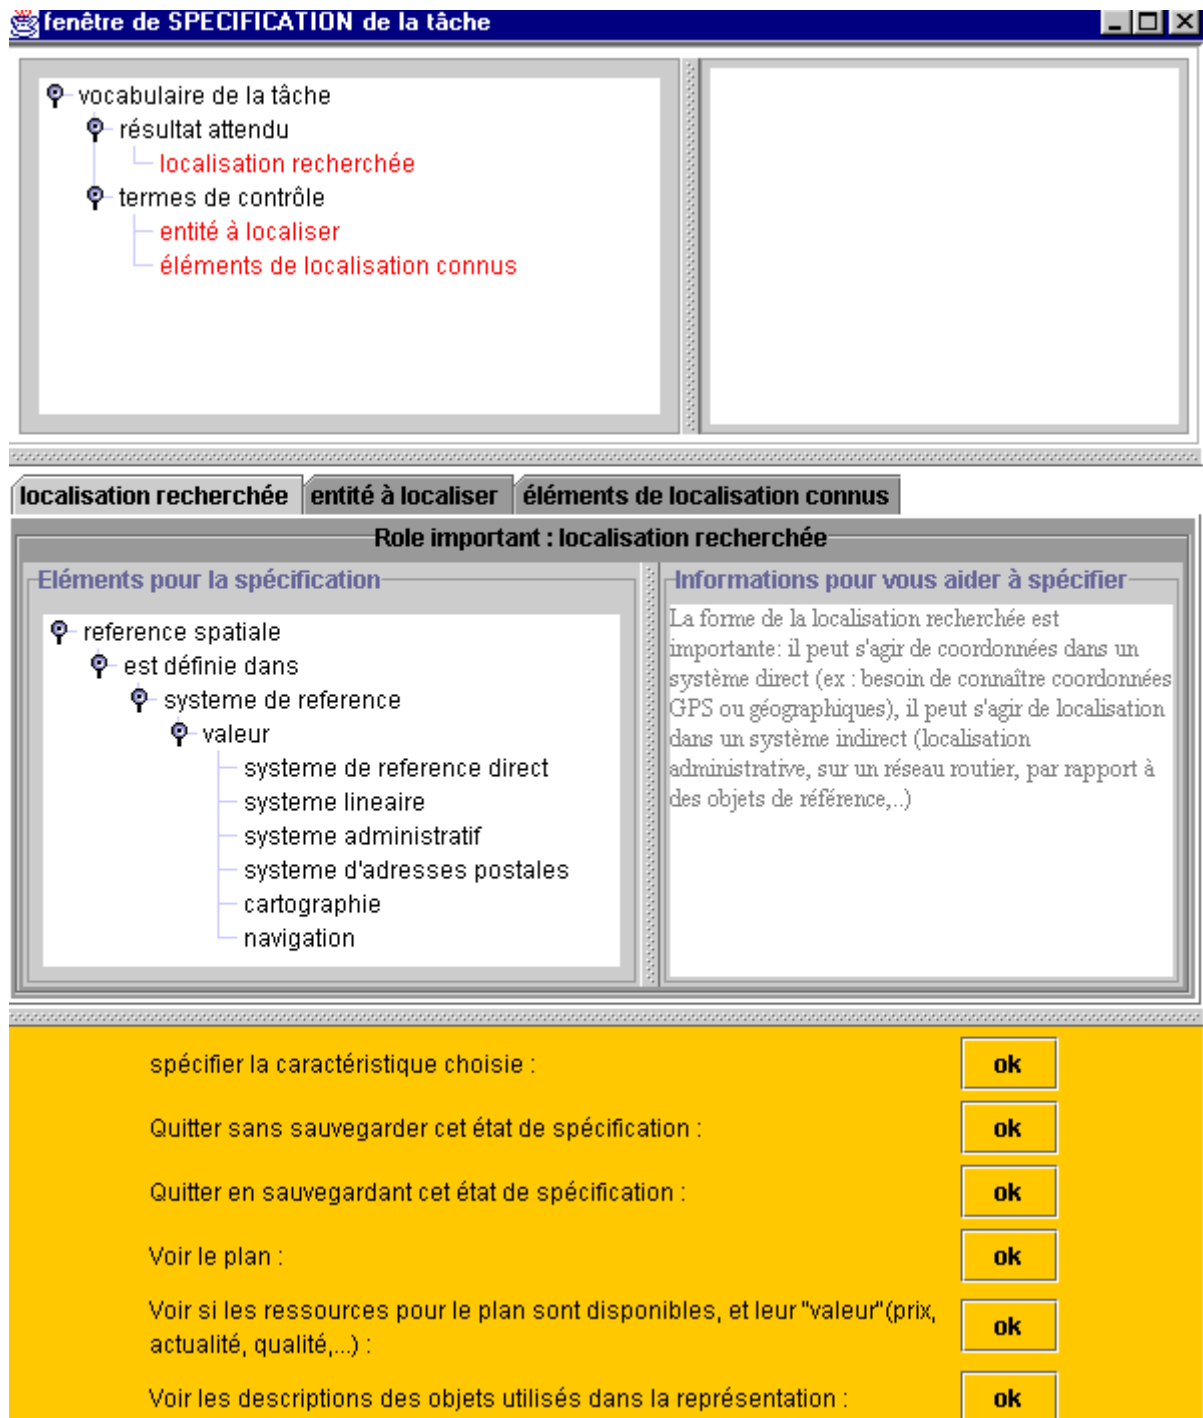 fenêtre de SPECIFICATION de la tâche
vocabulaire de la tâche
résultat attendu
localisation recherchée
termes de contrôle
entité à localiser
éléments de localisation connus
localisation recherchée
entité à localiser
éléments de localisation connus
Role important : localisation recherchée
Eléments pour la spécification
reference spatiale
est définie dans
systeme de reference
valeur
systeme de reference direct
systeme lineaire
systeme administratif
systeme d'adresses postales
cartographie
navigation
Informations pour vous aider à spécifier
La forme de la localisation recherchée est
importante: il peut s'agir de coordonnées dans un
système direct (ex : besoin de connaître coordonnées
GPS ou géographiques), il peut s'agir de localisation
dans un système indirect (localisation
administrative, sur un réseau routier, par rapport à
des objets de référence,..)
spécifier la caractéristique choisie :
ok
Quitter sans sauvegarder cet état de spécification :
ok
Quitter en sauvegardant cet état de spécification :
ok
Voir le plan :
ok
Voir si les ressources pour le plan sont disponibles, et leur "valeur"(prix,
actualité, qualité,...) :
ok
Voir les descriptions des objets utilisés dans la représentation :
ok